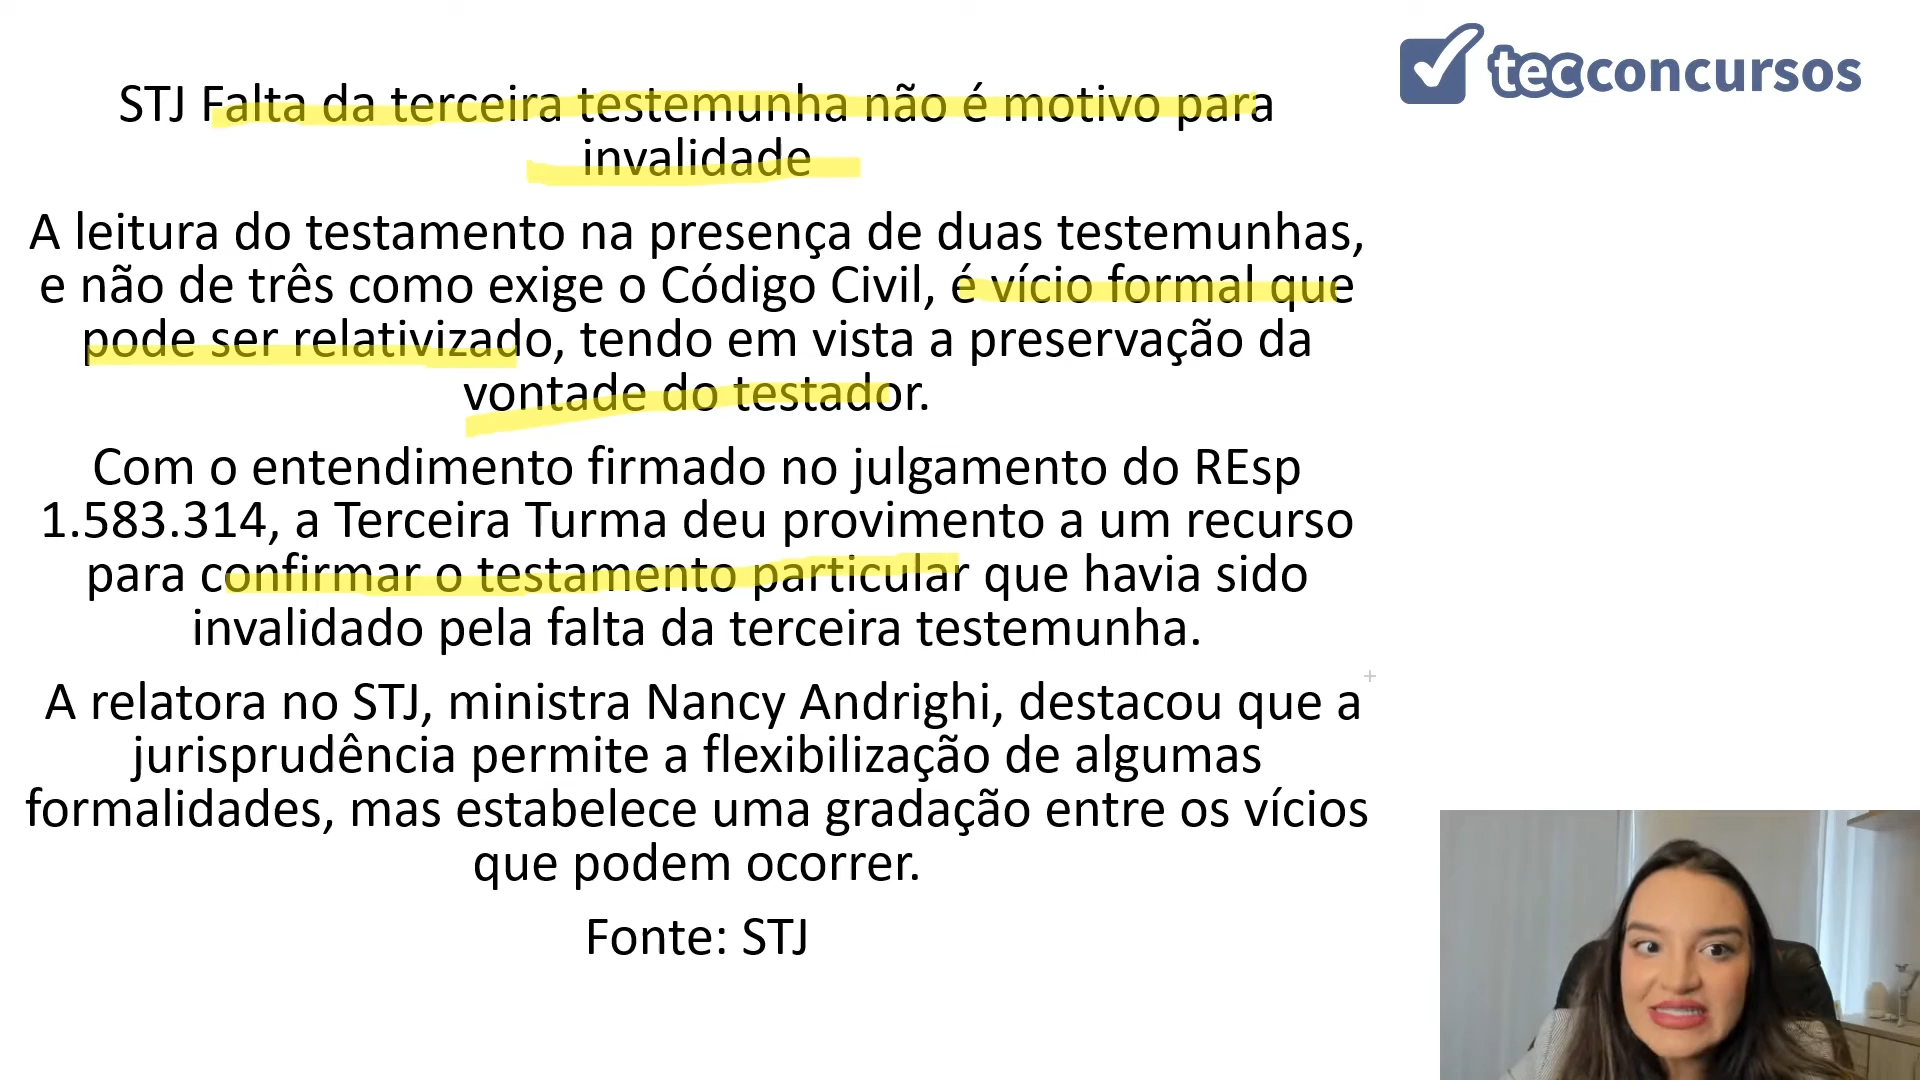 tecconcursos
STJ Falta da terceira testemunha não é motivo para
invalidade
A leitura do testamento na presença de duas testemunhas,
e não de três como exige o Código Civil, é vício formal que
pode ser relativizado, tendo em vista a preservação da
vontade do testador.
Com o entendimento firmado no julgamento do REsp
1.583.314, a Terceira Turma deu provimento a um recurso
para confirmar o testamento particular que havia sido
invalidado pela falta da terceira testemunha.
A relatora no STJ, ministra Nancy Andrighi, destacou que a
jurisprudência permite a flexibilização de algumas
formalidades, mas estabelece uma gradação entre os vícios
que podem ocorrer.
Fonte: STJ